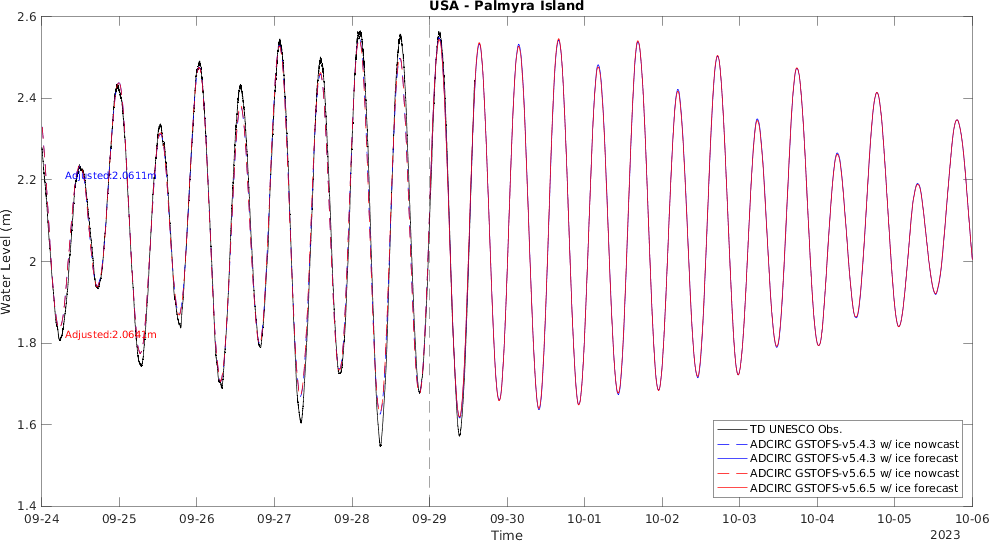 USA - Palmyra Island
2.6
2.4
2.2
2
1.8
1.6
1.4
Water Level (m)
Adjusted:2.0611m
Adjusted:2.0641m
TD UNESCO Obs.
ADCIRC GSTOFS-v5.4.3 w/ ice nowcast
ADCIRC GSTOFS-v5.4.3 w/ ice forecast
ADCIRC GSTOFS-v5.6.5 w/ ice nowcast
ADCIRC GSTOFS-v5.6.5 w/ ice forecast
09-24 09-25 09-26 09-27 09-28 09-29 09-30 10-01 10-02 10-03 10-04 10-05 10-06
Time
2023